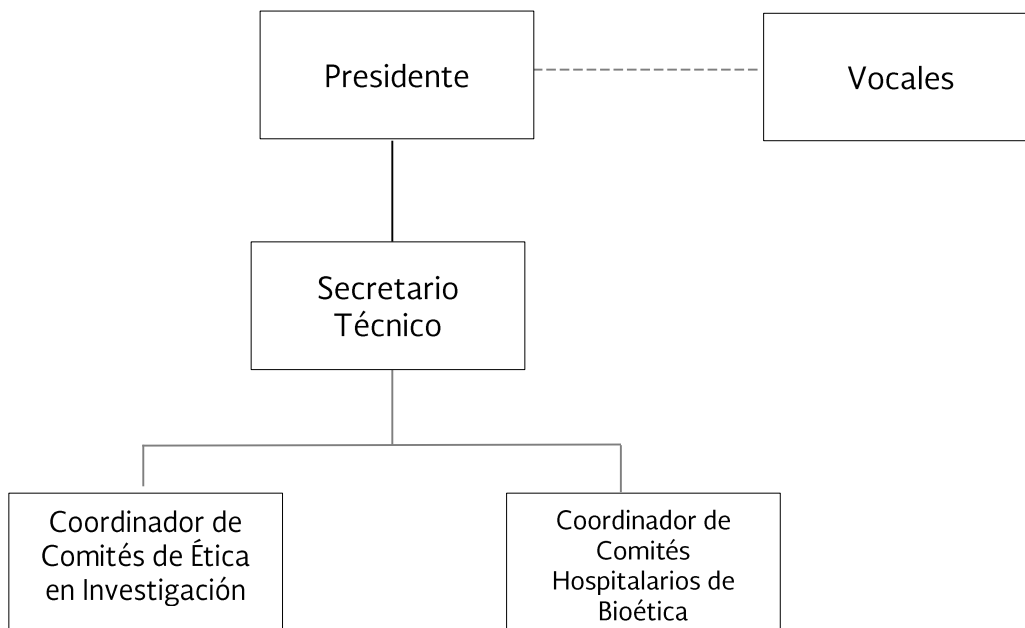 Presidente
Vocales
Secretario
Técnico
Coordinador de
Comités de Ética
en Investigación
Coordinador de
Comités
Hospitalarios de
Bioética